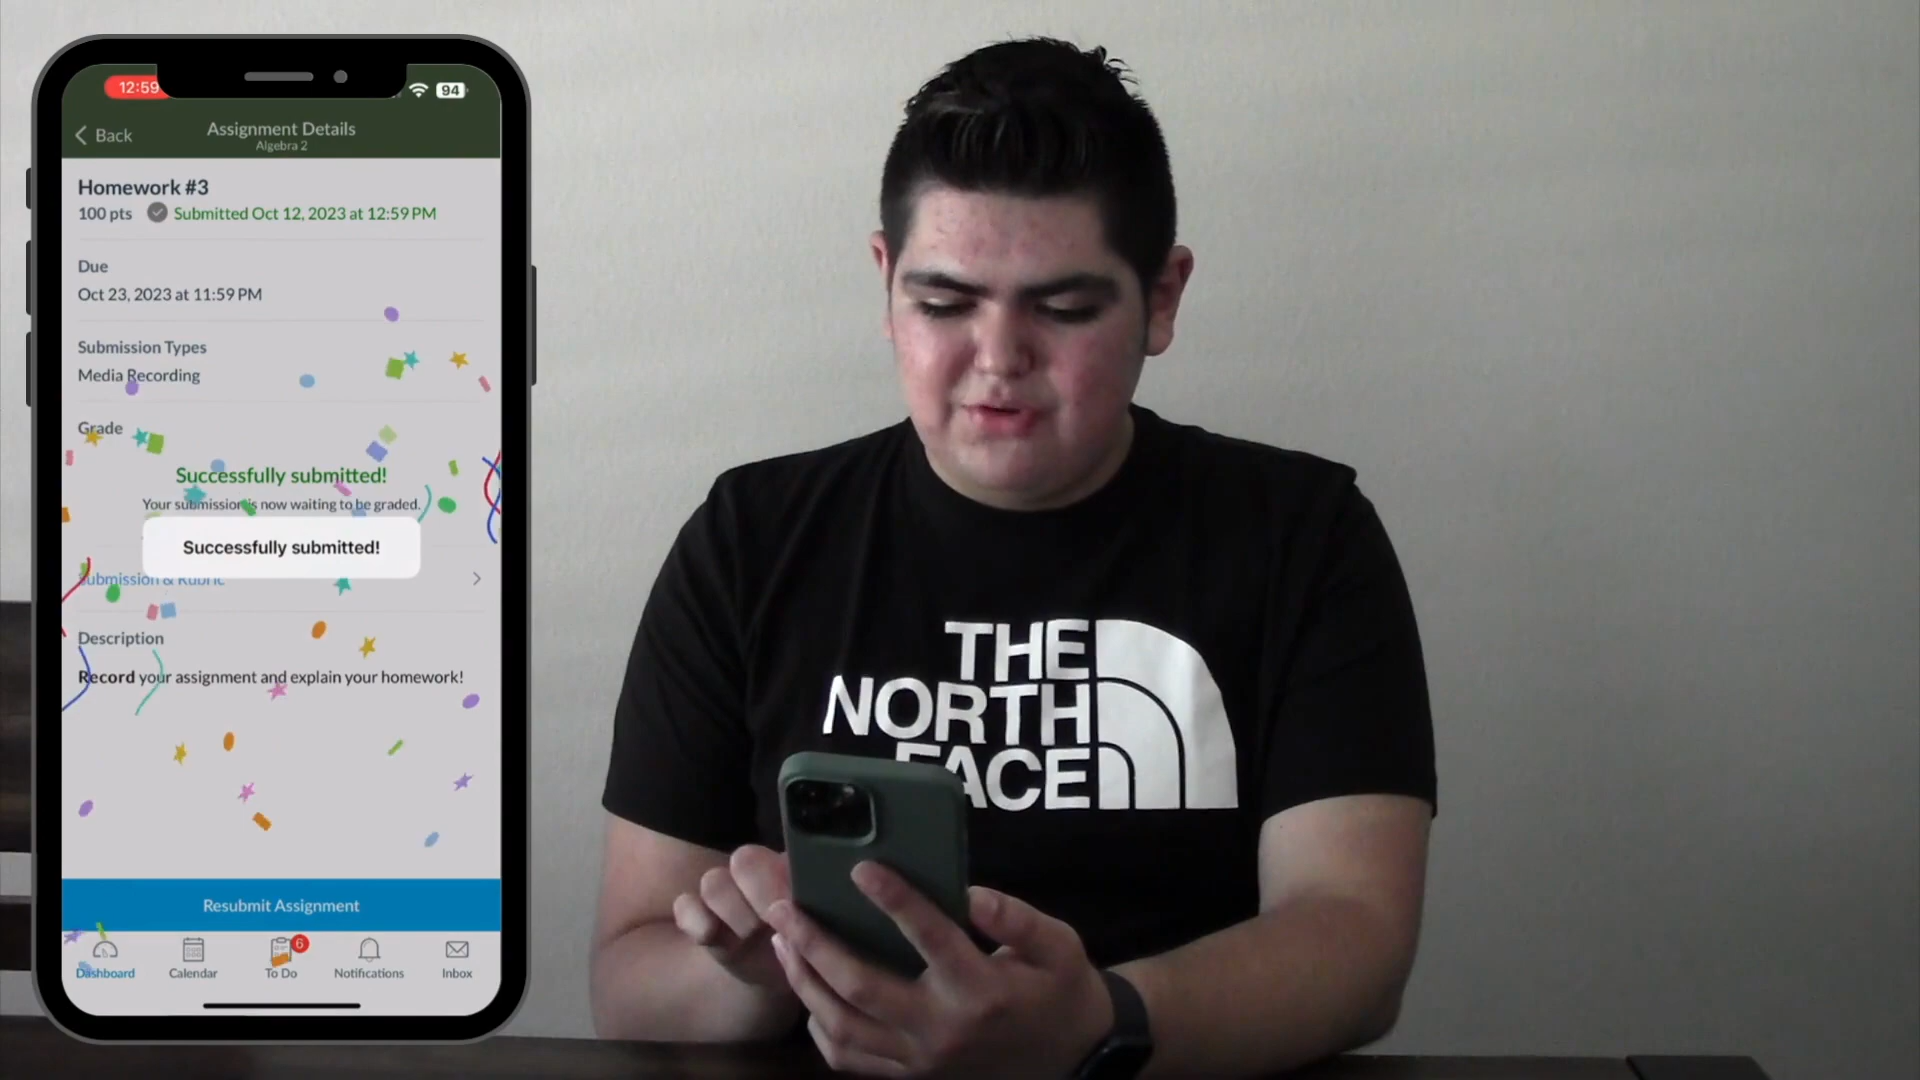 12:59
94
Back
Assignment Details
Algebra 2
Homework #3
100 pts
Submitted Oct 12, 2023 at 12:59 PM
Due
Oct 23, 2023 at 11:59 PM
Submission Types
Media Recording
Grade
Successfully submitted!
Your submission is now waiting to be graded.
Successfully submitted!
Submission & Rubric
Description
Record your assignment and explain your homework!
Resubmit Assignment
6
Dashboard
Calendar
To Do
Notifications
Inbox
THE
NORTH
FACE